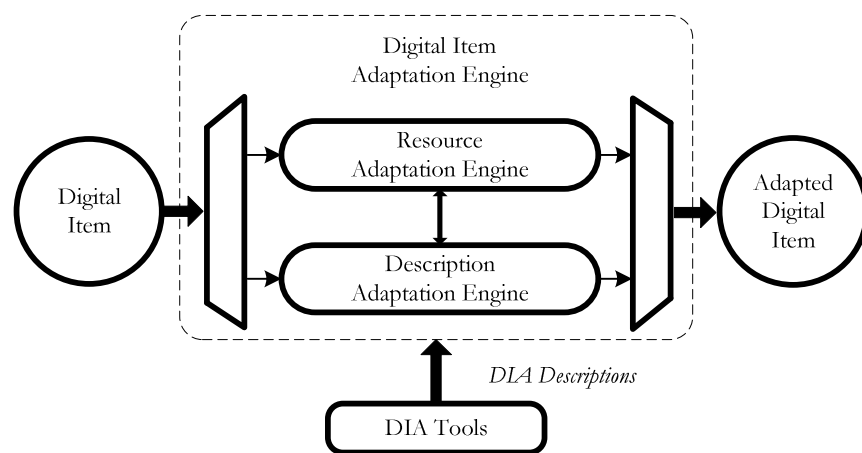 Digital Item
Adaptation Engine
Resource
Adaptation Engine
Digital
Item
Adapted
Digital
Item
Description
Adaptation Engine
DIA Descriptions
DIA Tools